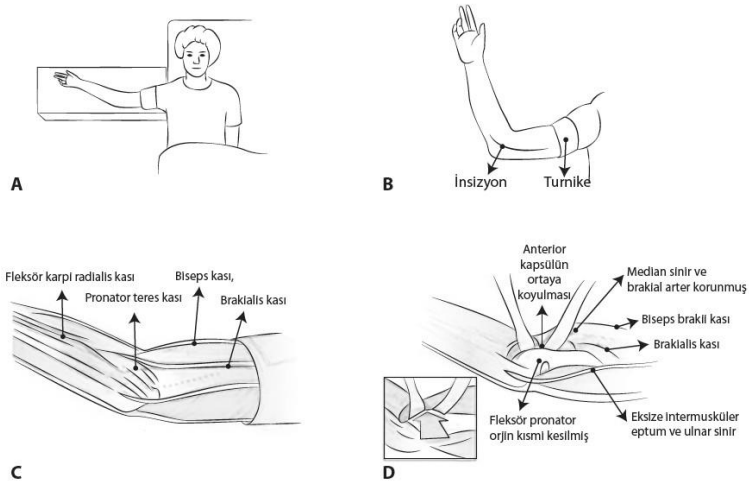 A
İnsizyon
Turnike
B
Fleksör karpi radialis kası
Biseps kası,
Pronator teres kası
Brakialis kası
C
Anterior
kapsülün
ortaya
koyulması
Median sinir ve
brakial arter korunmuş
Biseps brakii kası
Brakialis kası
Fleksör pronator
orjin kısmi kesilmiş
Eksize intermusküler
eptum ve ulnar sinir
D